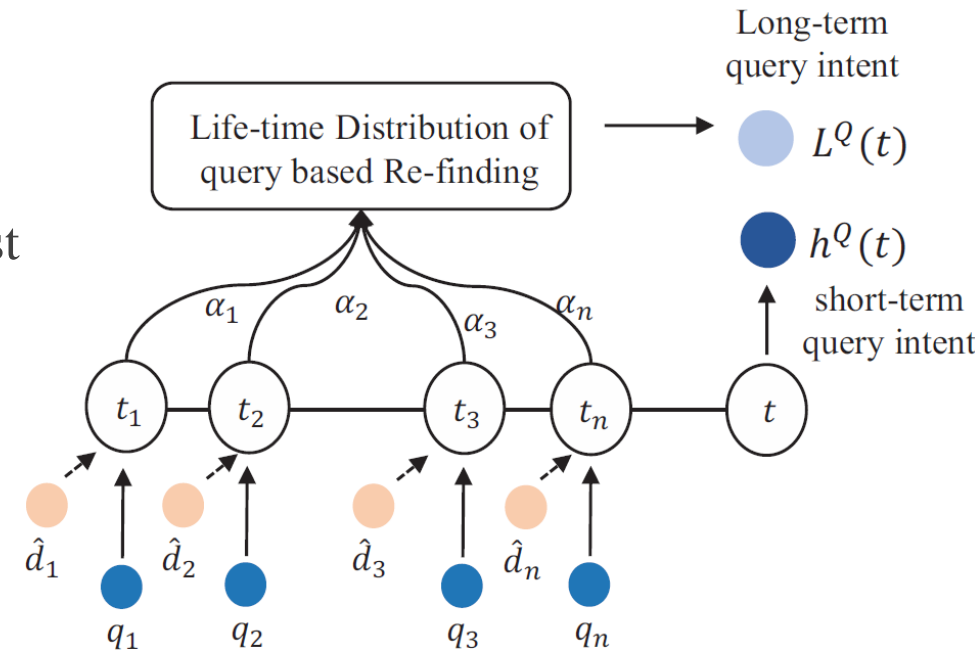 Long-term
query intent
Life-time Distribution of
query based Re-finding
L^Q(t)
h^Q(t)
st
short-term
query intent
α₁ α₂ α₃ αₙ
t₁ t₂ t₃ tₙ t
d̂₁ d̂₂ d̂₃ d̂ₙ
q₁ q₂ q₃ qₙ